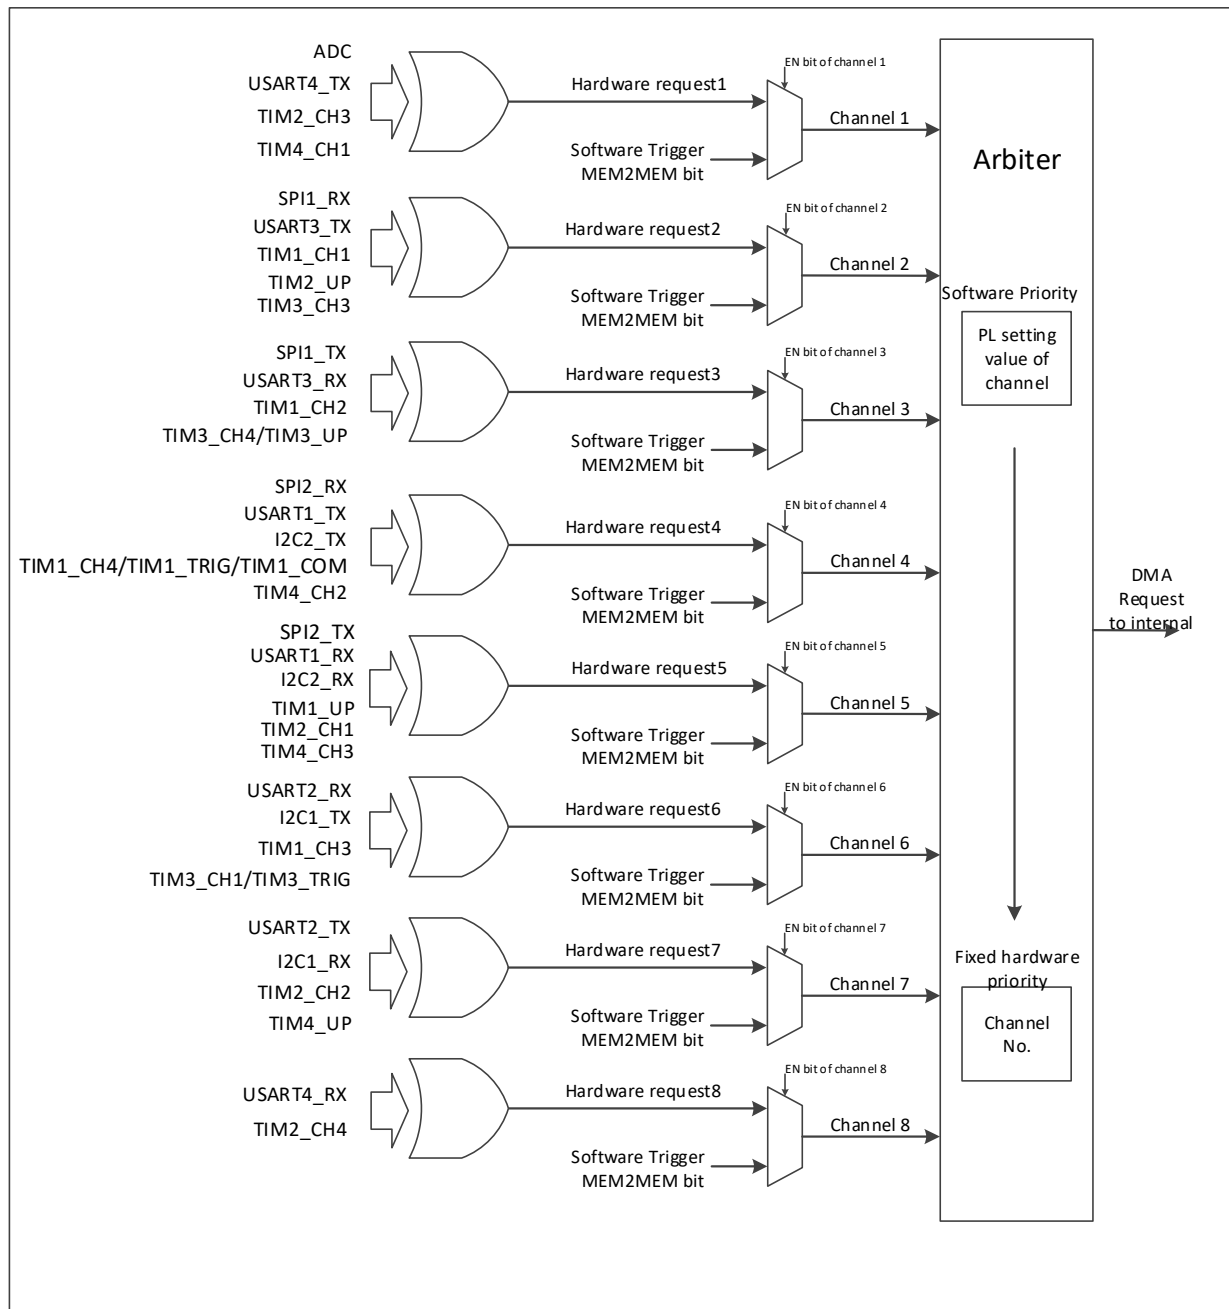 ADC
USART4_TX
TIM2_CH3
TIM4_CH1
Hardware request1
Software Trigger
MEM2MEM bit
EN bit of channel 1
Channel 1
SPI1_RX
USART3_TX
TIM1_CH1
TIM2_UP
TIM3_CH3
Hardware request2
Software Trigger
MEM2MEM bit
EN bit of channel 2
Channel 2
SPI1_TX
USART3_RX
TIM1_CH2
TIM3_CH4/TIM3_UP
Hardware request3
Software Trigger
MEM2MEM bit
EN bit of channel 3
Channel 3
SPI2_RX
USART1_TX
I2C2_TX
TIM1_CH4/TIM1_TRIG/TIM1_COM
TIM4_CH2
Hardware request4
Software Trigger
MEM2MEM bit
EN bit of channel 4
Channel 4
SPI2_TX
USART1_RX
I2C2_RX
TIM1_UP
TIM2_CH1
TIM4_CH3
Hardware request5
Software Trigger
MEM2MEM bit
EN bit of channel 5
Channel 5
USART2_RX
I2C1_TX
TIM1_CH3
TIM3_CH1/TIM3_TRIG
Hardware request6
Software Trigger
MEM2MEM bit
EN bit of channel 6
Channel 6
USART2_TX
I2C1_RX
TIM2_CH2
TIM4_UP
Hardware request7
Software Trigger
MEM2MEM bit
EN bit of channel 7
Channel 7
USART4_RX
TIM2_CH4
Hardware request8
Software Trigger
MEM2MEM bit
EN bit of channel 8
Channel 8
Arbiter
Software Priority
PL setting
value of
channel
Fixed hardware
priority
Channel
No.
DMA
Request
to internal